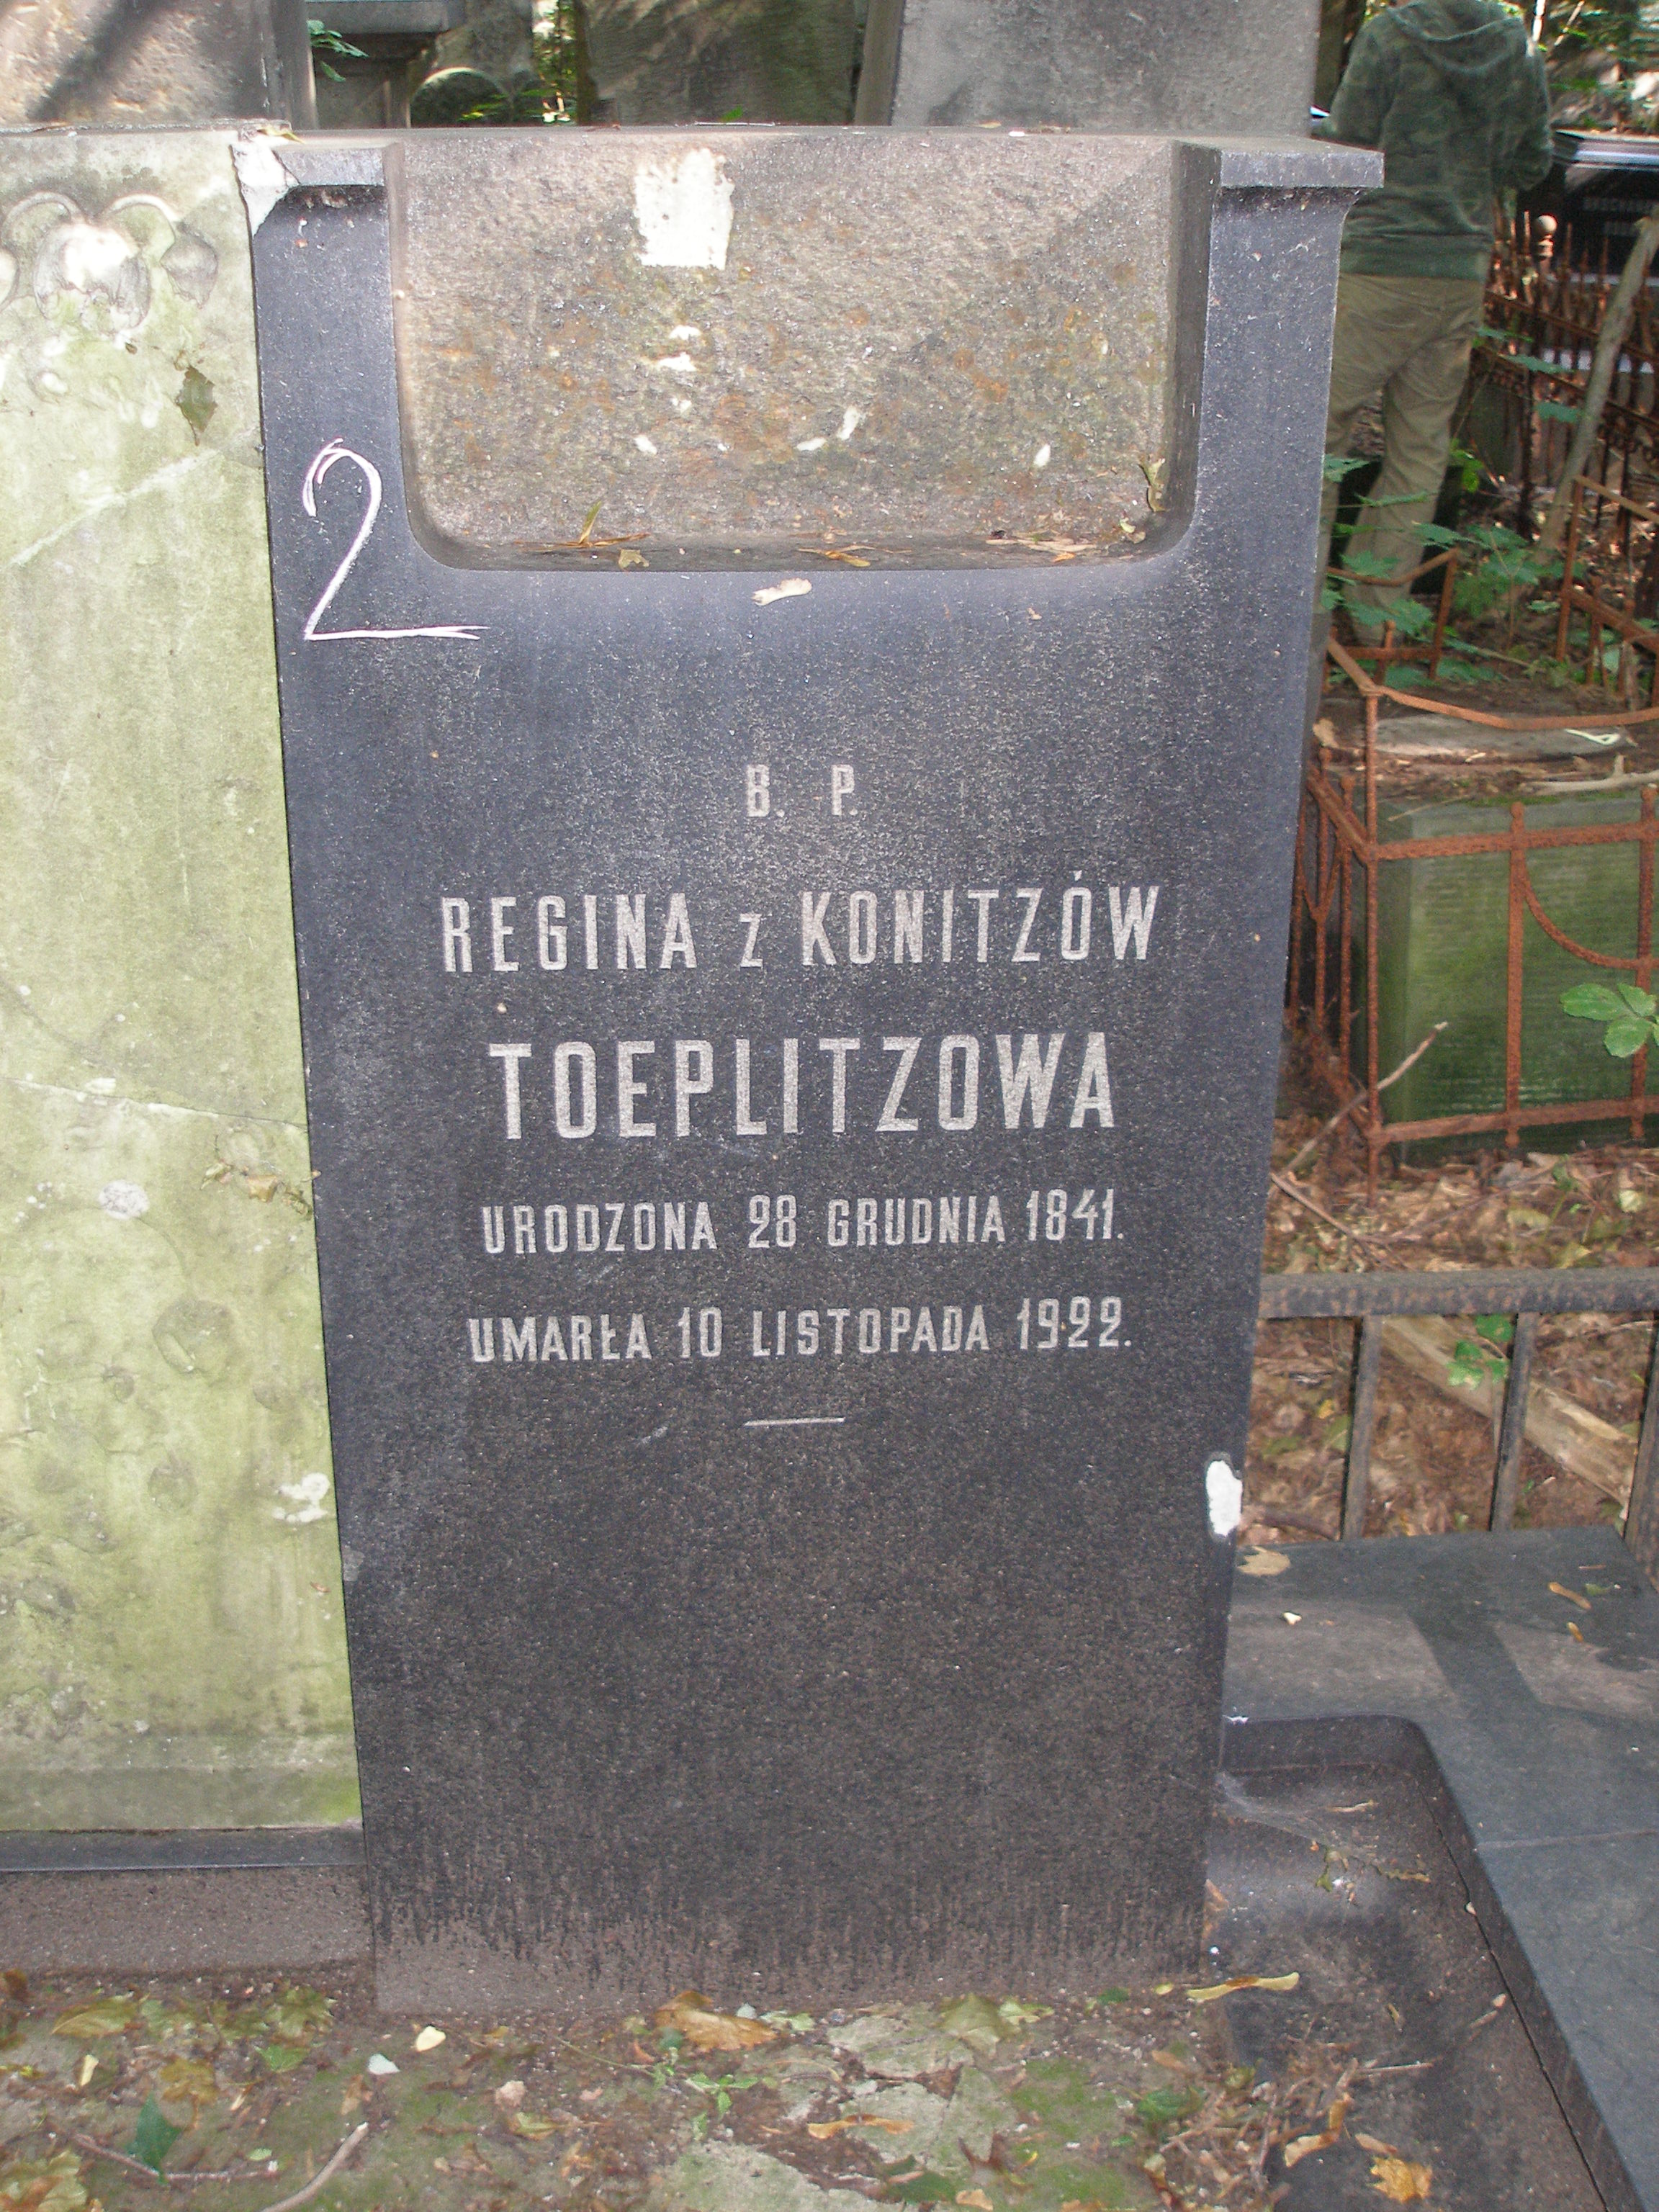 2
B. P.
REGINA z KONITZÓW
TOEPLITZOWA
URODZONA 28 GRUDNIA 1841.
UMARŁA 10 LISTOPADA 1922.